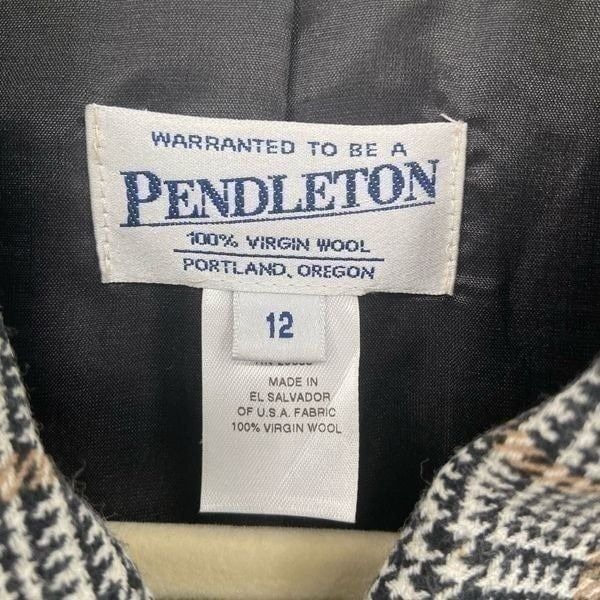 WARRANTED TO BE A
PENDLETON
100% VIRGIN WOOL
PORTLAND, OREGON
12
MADE IN
EL SALVADOR
OF U.S.A. FABRIC
100% VIRGIN WOOL